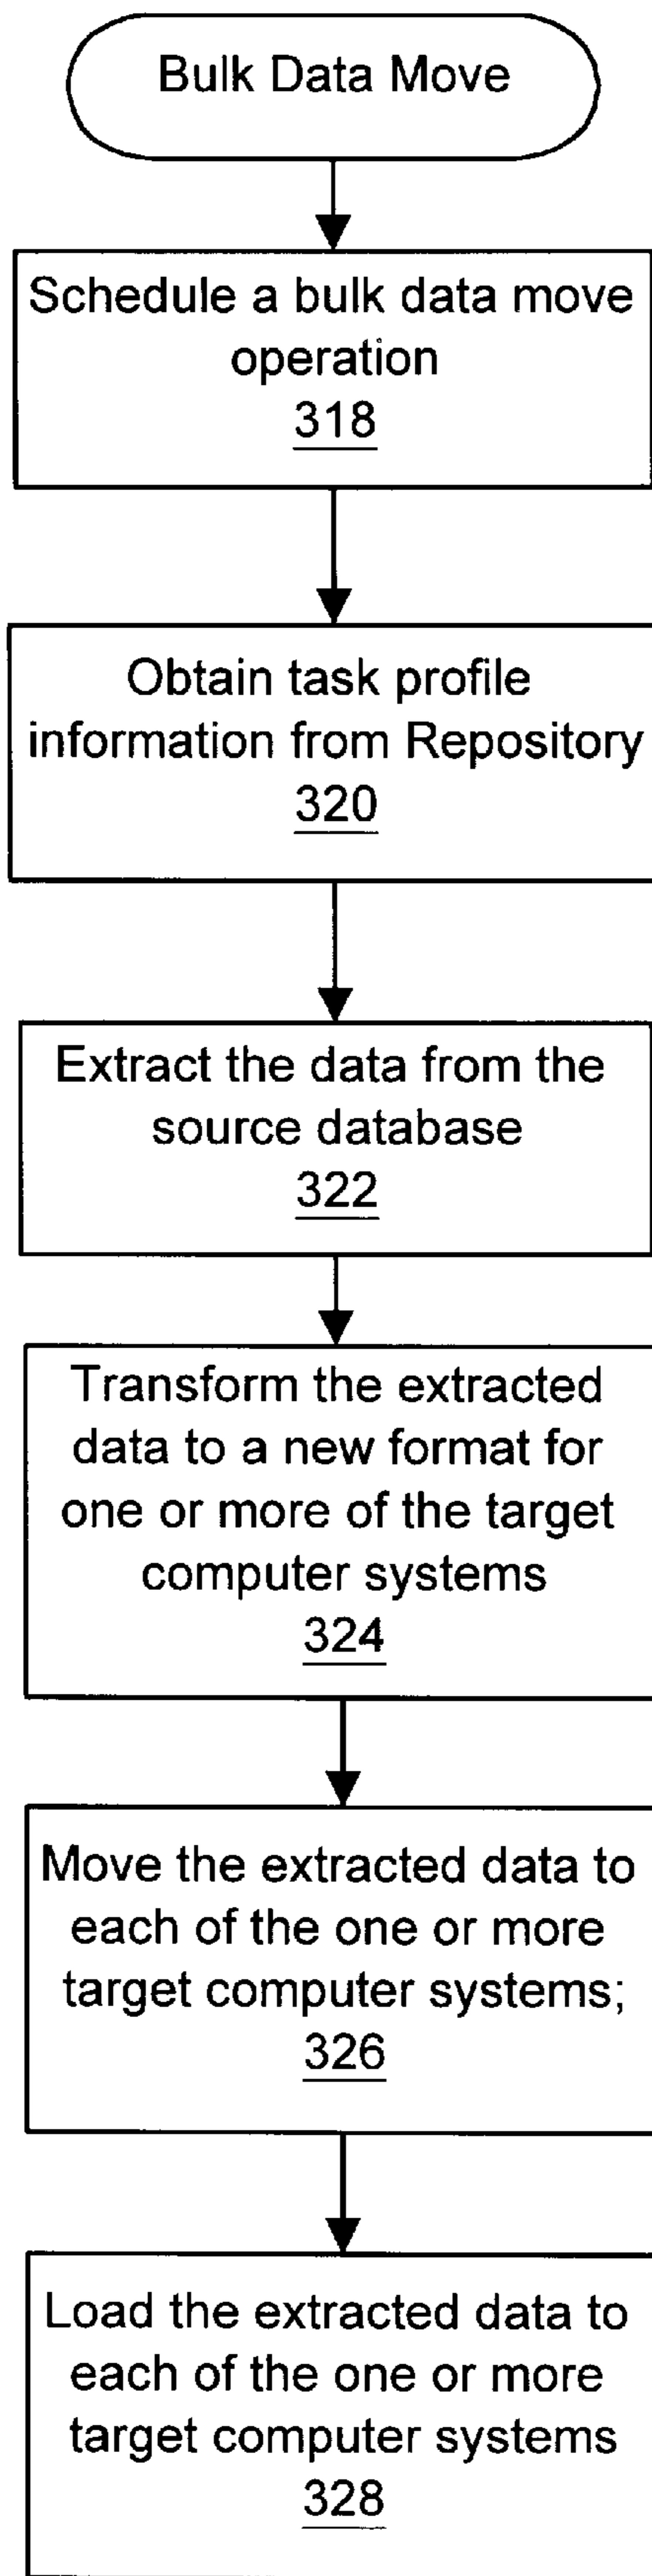 Bulk Data Move
Schedule a bulk data move
operation
318
Obtain task profile
information from Repository
320
Extract the data from the
source database
322
Transform the extracted
data to a new format for
one or more of the target
computer systems
324
Move the extracted data to
each of the one or more
target computer systems;
326
Load the extracted data to
each of the one or more
target computer systems
328